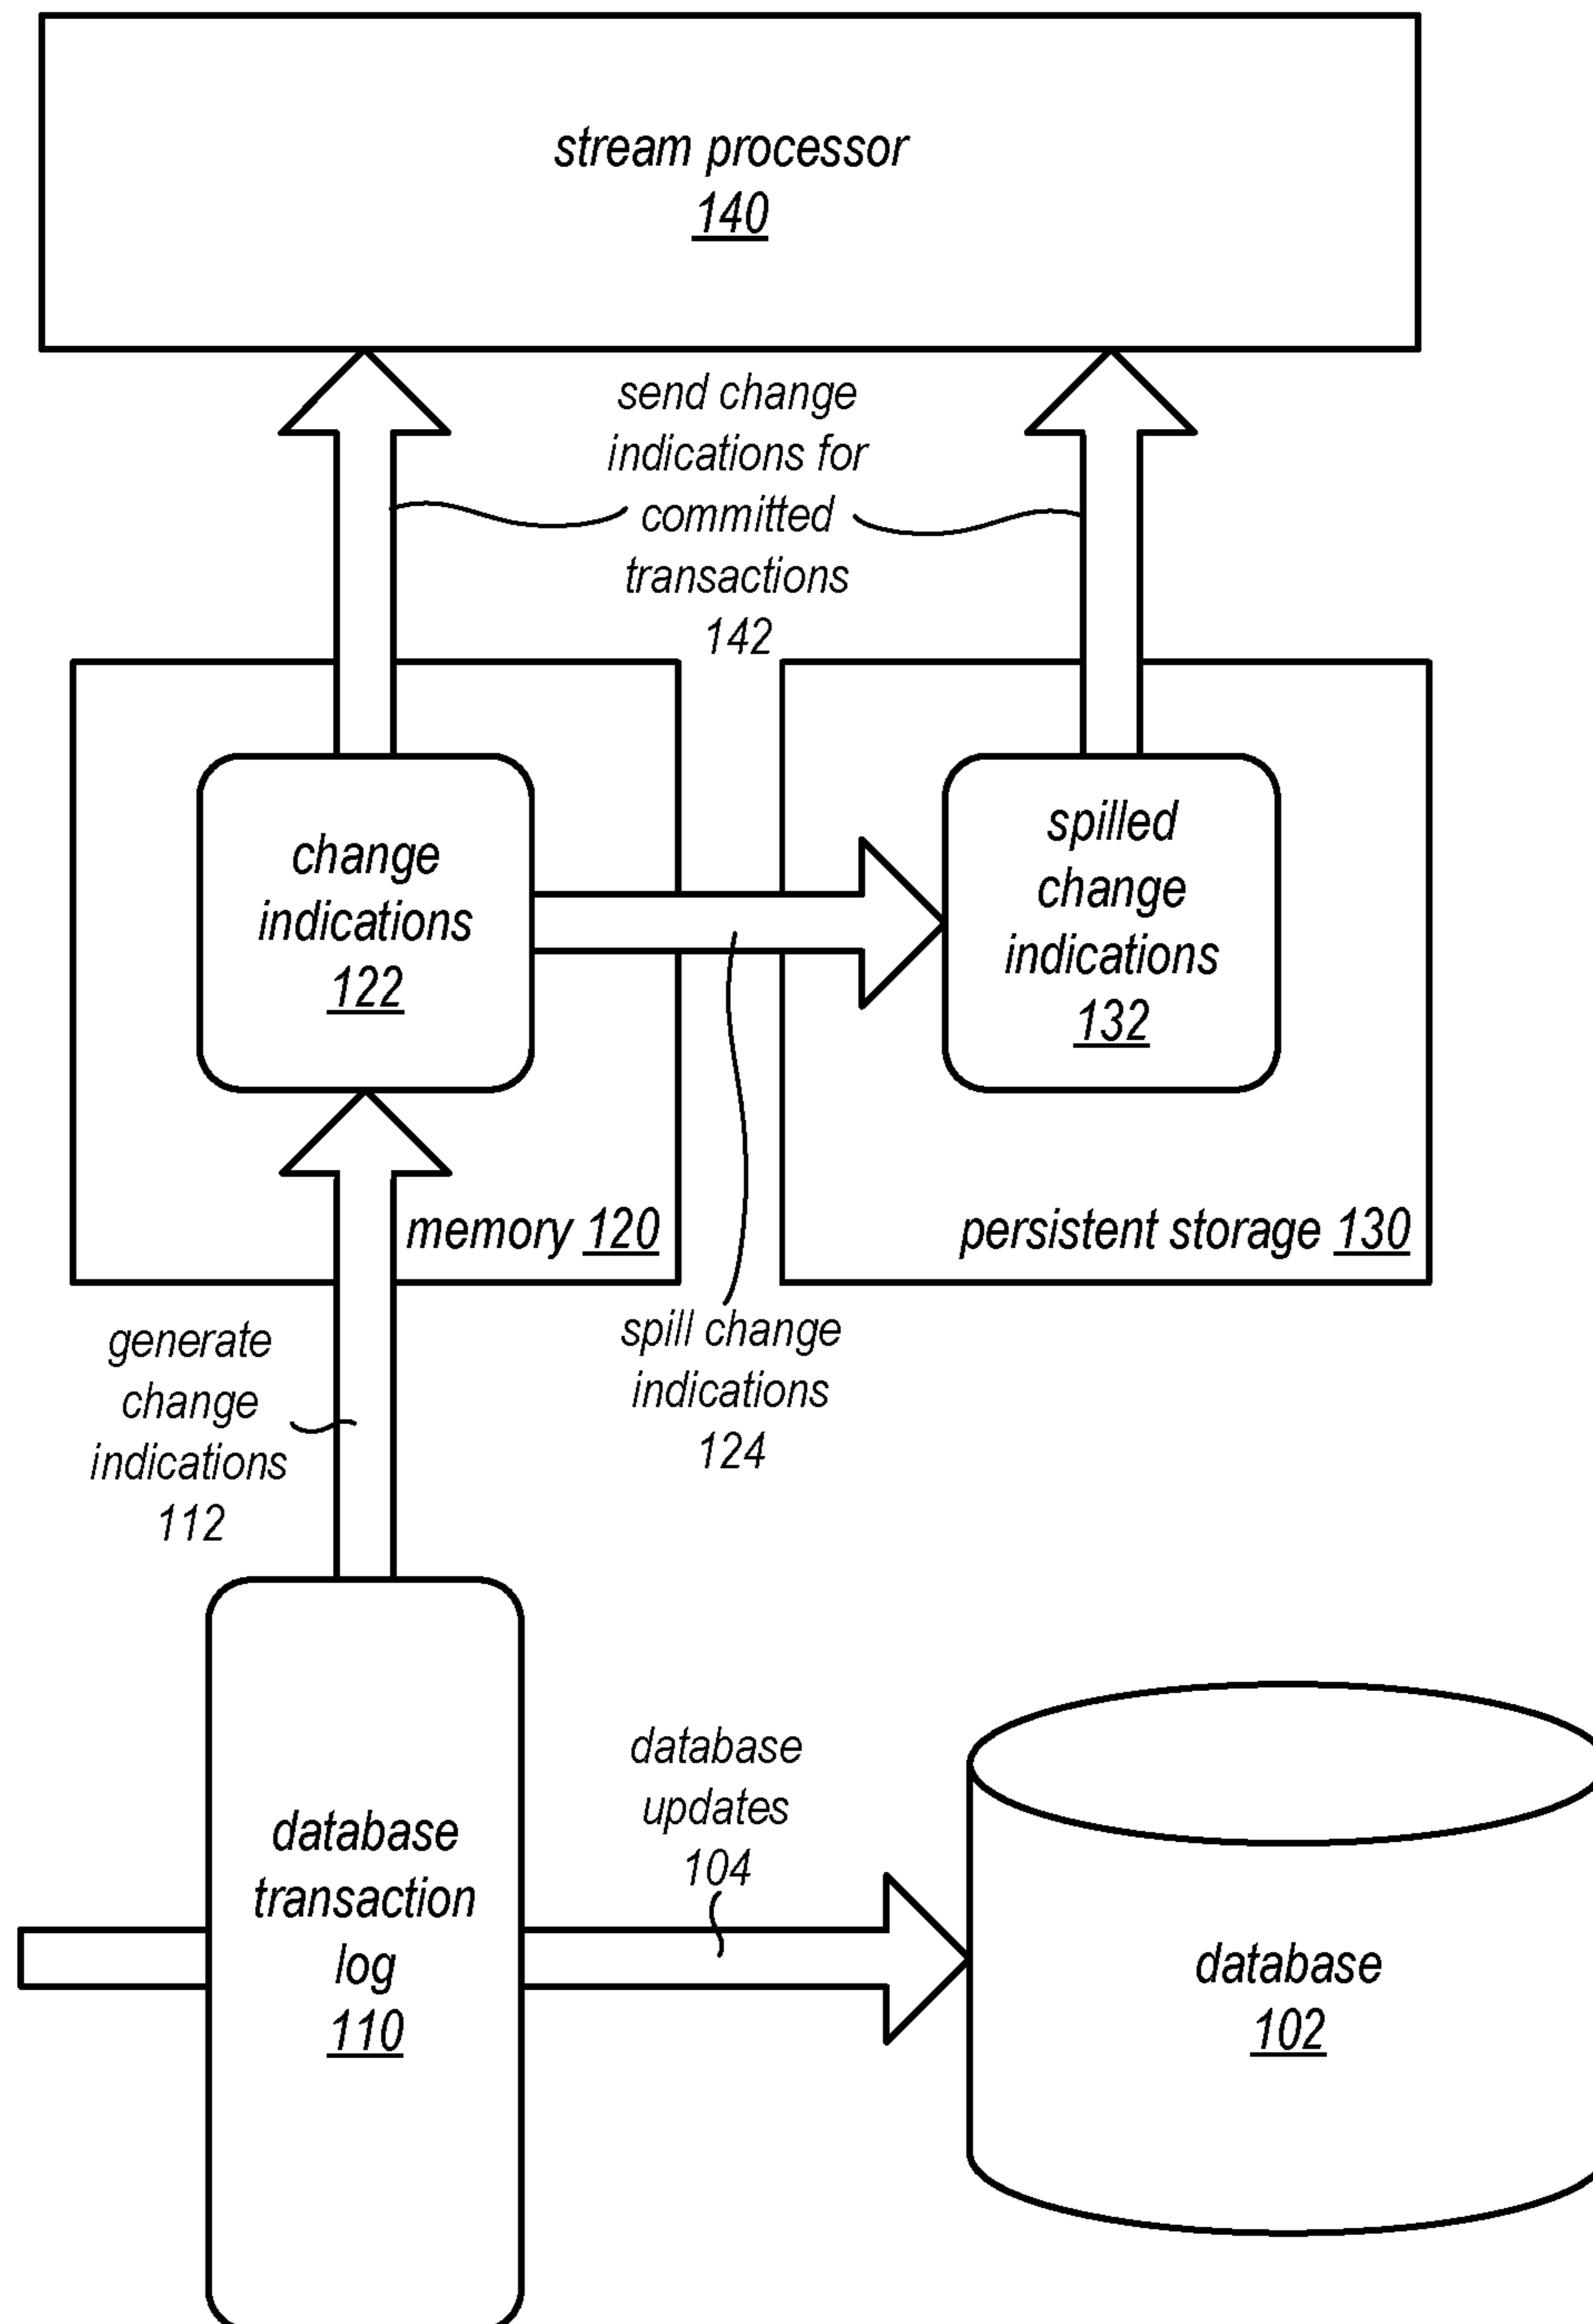 stream processor
140
send change
indications for
committed
transactions
142
change
indications
122
spilled
change
indications
132
memory 120
persistent storage 130
generate
change
indications
112
spill change
indications
124
database
updates
104
database
transaction
log
110
database
102